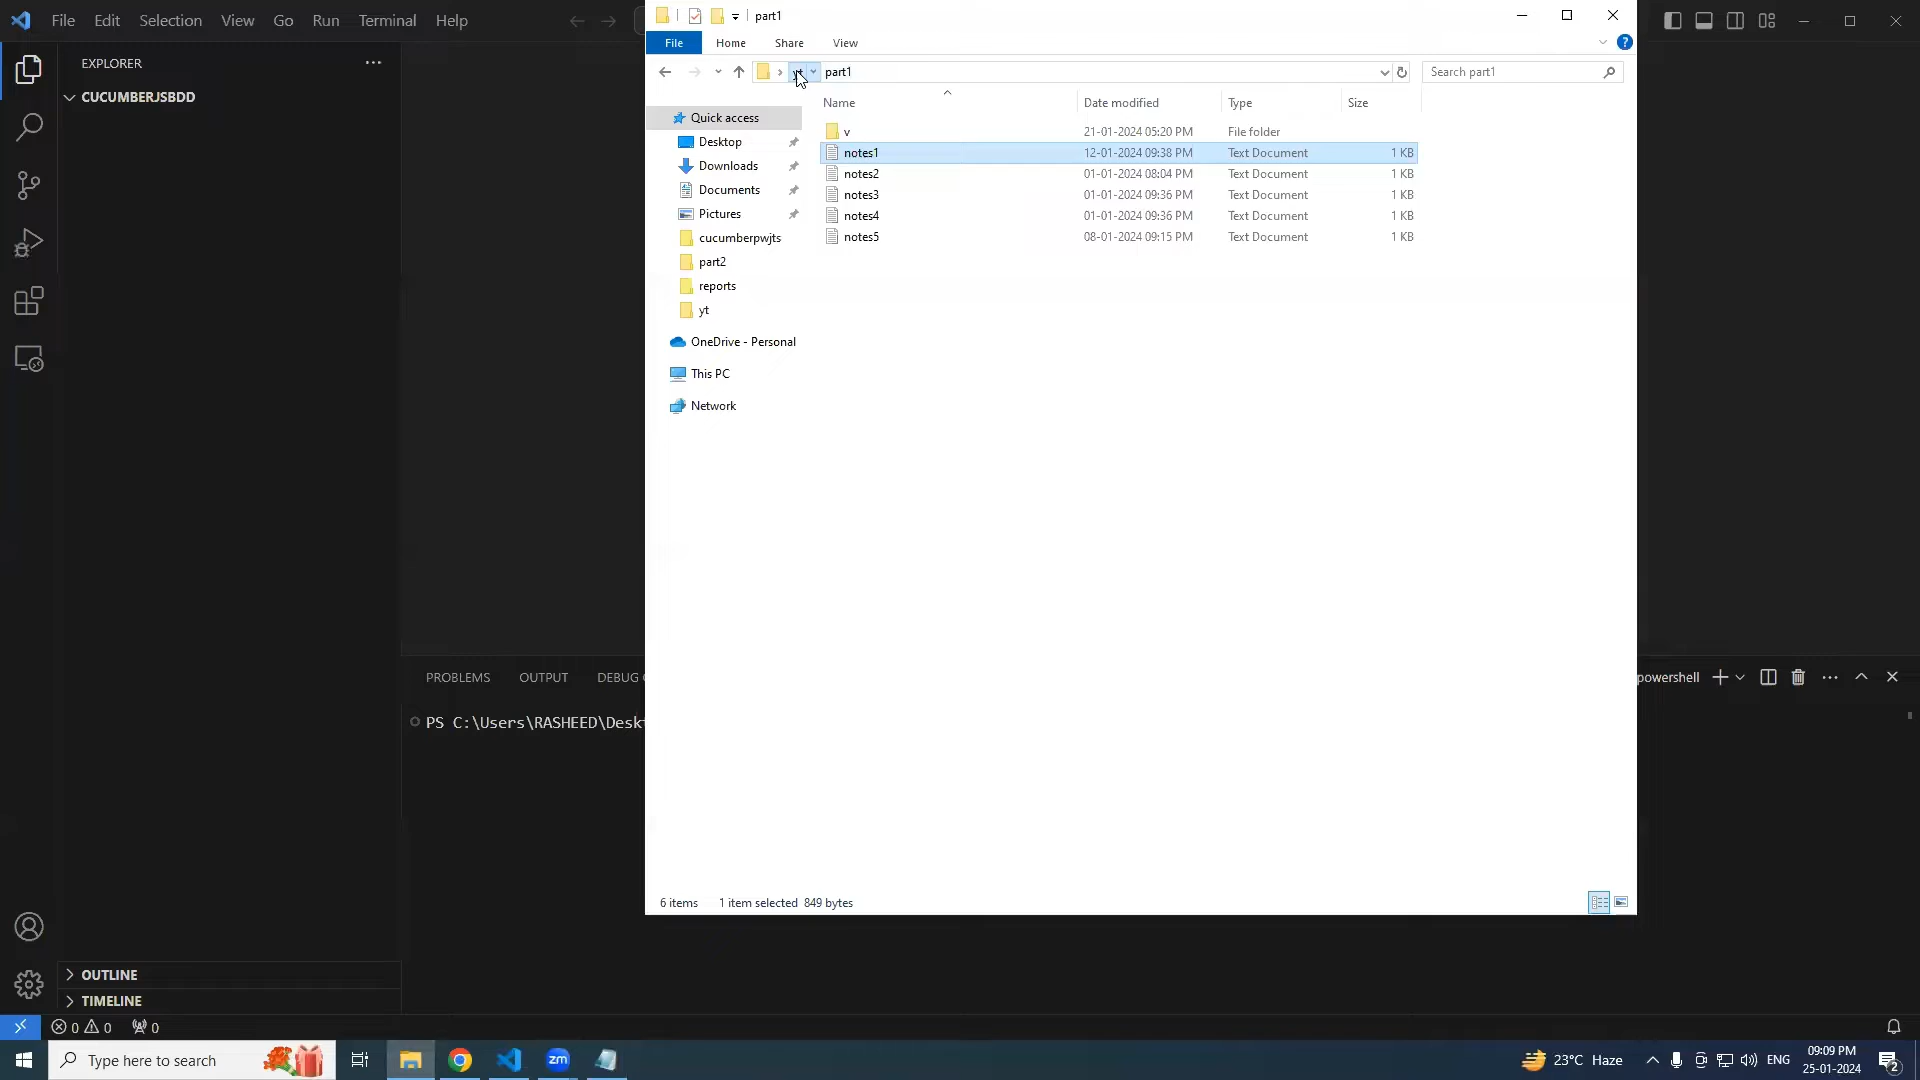 File Edit Selection View Go Run Terminal Help
part1
File Home Share View
part1
Search part1
EXPLORER
CUCUMBERJSBDD
Quick access
Desktop
Downloads
Documents
Pictures
cucumberpwjts
part2
reports
yt
OneDrive - Personal
This PC
Network
Name Date modified Type Size
v 21-01-2024 05:20 PM File folder
notes1 12-01-2024 09:38 PM Text Document 1 KB
notes2 01-01-2024 08:04 PM Text Document 1 KB
notes3 01-01-2024 09:36 PM Text Document 1 KB
notes4 01-01-2024 09:36 PM Text Document 1 KB
notes5 08-01-2024 09:15 PM Text Document 1 KB
6 items 1 item selected 849 bytes
PROBLEMS OUTPUT DEBUG
powershell
PS C:\Users\RASHEED\Desk
OUTLINE
TIMELINE
0 0 0
Type here to search
zm
23°C Haze
ENG
09:09 PM
25-01-2024
2